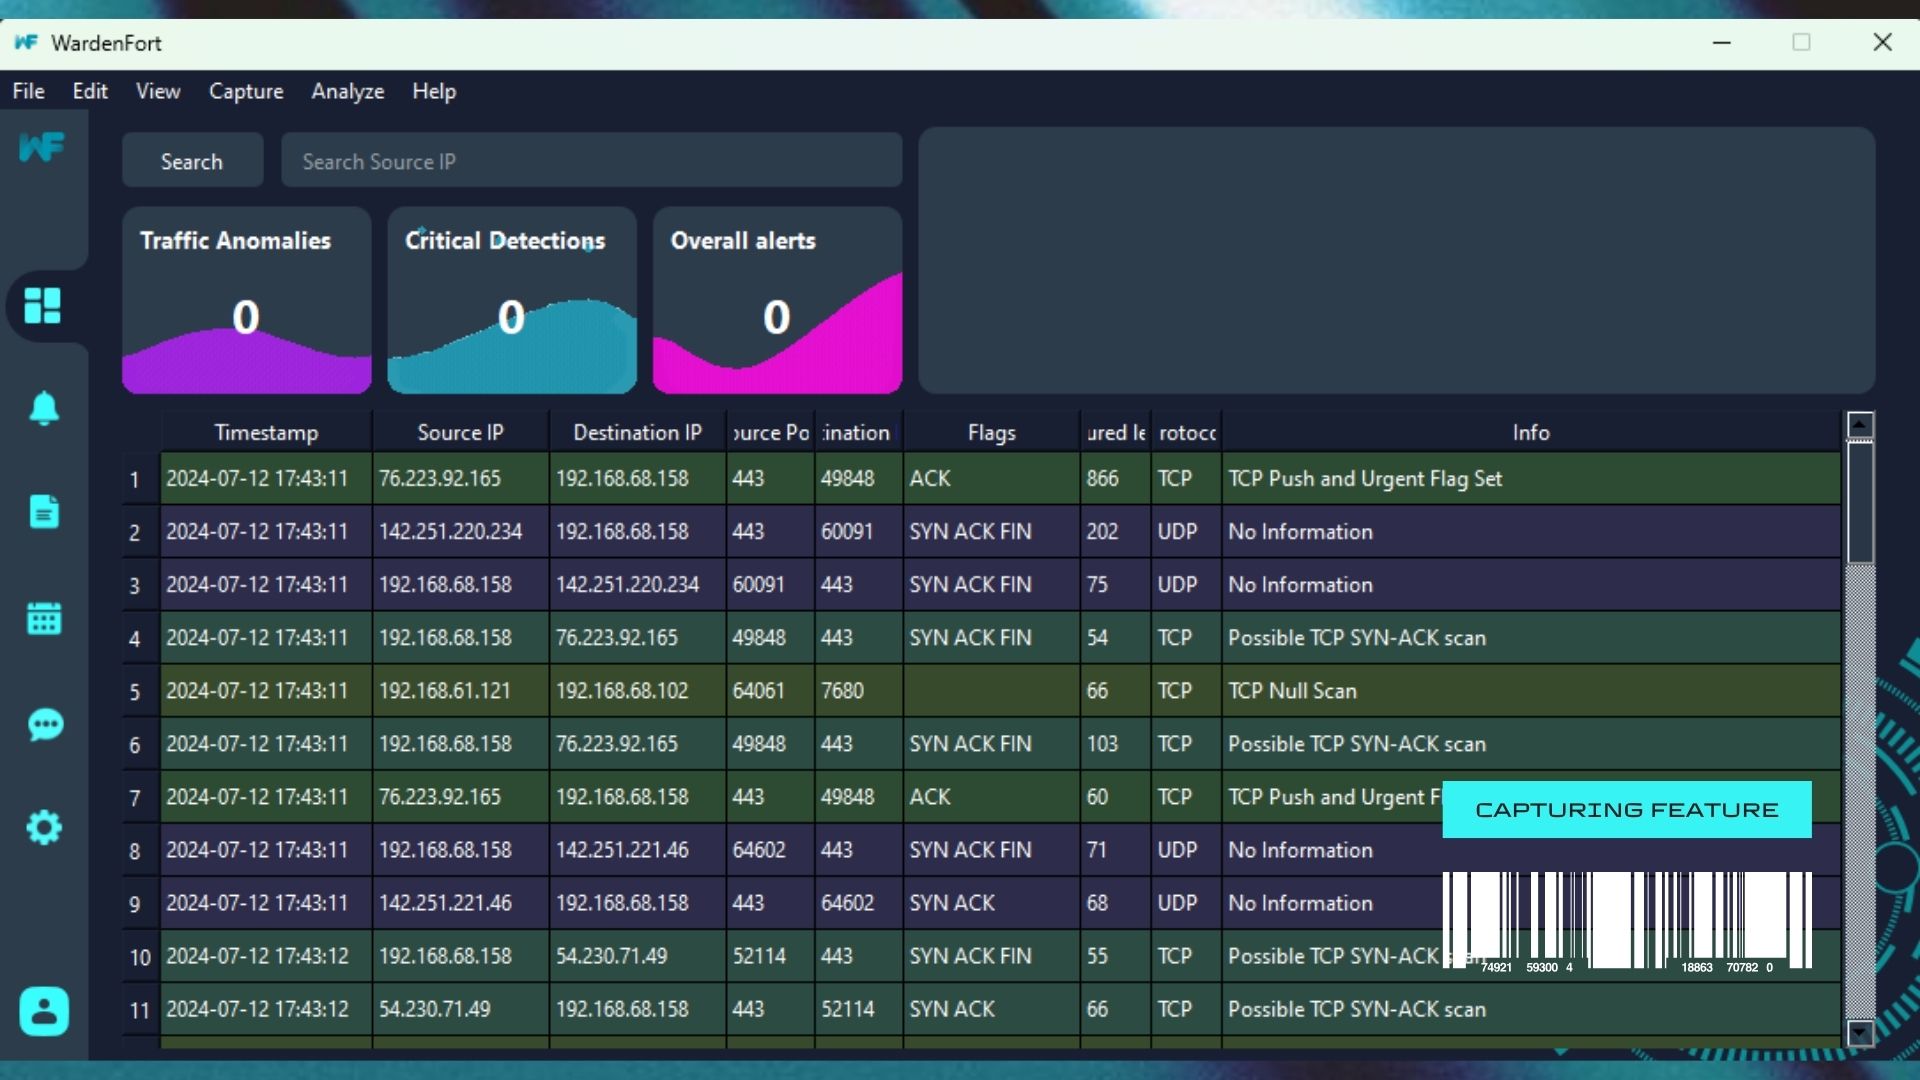 WF WardenFort
File Edit View Capture Analyze Help
WF
Search Search Source IP
Traffic Anomalies Critical Detections Overall alerts
0 0 0
Timestamp Source IP Destination IP ource Po tination Flags ured le rotoco Info
1 2024-07-12 17:43:11 76.223.92.165 192.168.68.158 443 49848 ACK 866 TCP TCP Push and Urgent Flag Set
2 2024-07-12 17:43:11 142.251.220.234 192.168.68.158 443 60091 SYN ACK FIN 202 UDP No Information
3 2024-07-12 17:43:11 192.168.68.158 142.251.220.234 60091 443 SYN ACK FIN 75 UDP No Information
4 2024-07-12 17:43:11 192.168.68.158 76.223.92.165 49848 443 SYN ACK FIN 54 TCP Possible TCP SYN-ACK scan
5 2024-07-12 17:43:11 192.168.61.121 192.168.68.102 64061 7680 66 TCP TCP Null Scan
6 2024-07-12 17:43:11 192.168.68.158 76.223.92.165 49848 443 SYN ACK FIN 103 TCP Possible TCP SYN-ACK scan
7 2024-07-12 17:43:11 76.223.92.165 192.168.68.158 443 49848 ACK 60 TCP TCP Push and Urgent F
CAPTURING FEATURE
8 2024-07-12 17:43:11 192.168.68.158 142.251.221.46 64602 443 SYN ACK FIN 71 UDP No Information
9 2024-07-12 17:43:11 142.251.221.46 192.168.68.158 443 64602 SYN ACK 68 UDP No Information
10 2024-07-12 17:43:12 192.168.68.158 54.230.71.49 52114 443 SYN ACK FIN 55 TCP Possible TCP SYN-ACK
74921 59300 4 18863 70782 0
11 2024-07-12 17:43:12 54.230.71.49 192.168.68.158 443 52114 SYN ACK 66 TCP Possible TCP SYN-ACK scan